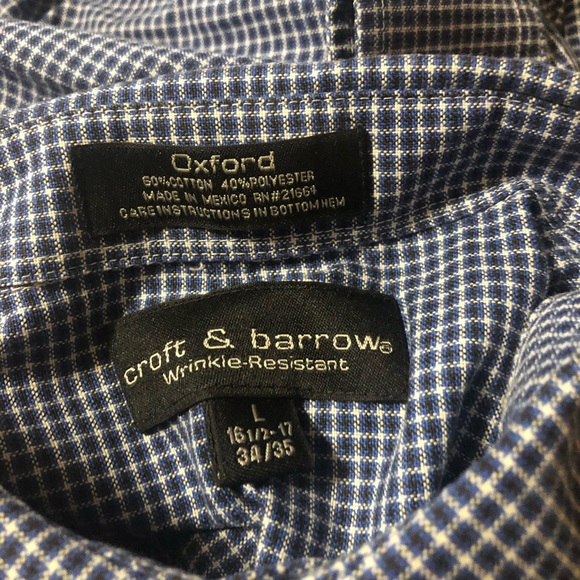 Oxford
60%COTTON 40%POLYESTER
MADE IN MEXICO RN#21661
CARE INSTRUCTIONS IN BOTTOM HEM
croft & barrow®
Wrinkle-Resistant
L
16 1/2-17
34/35